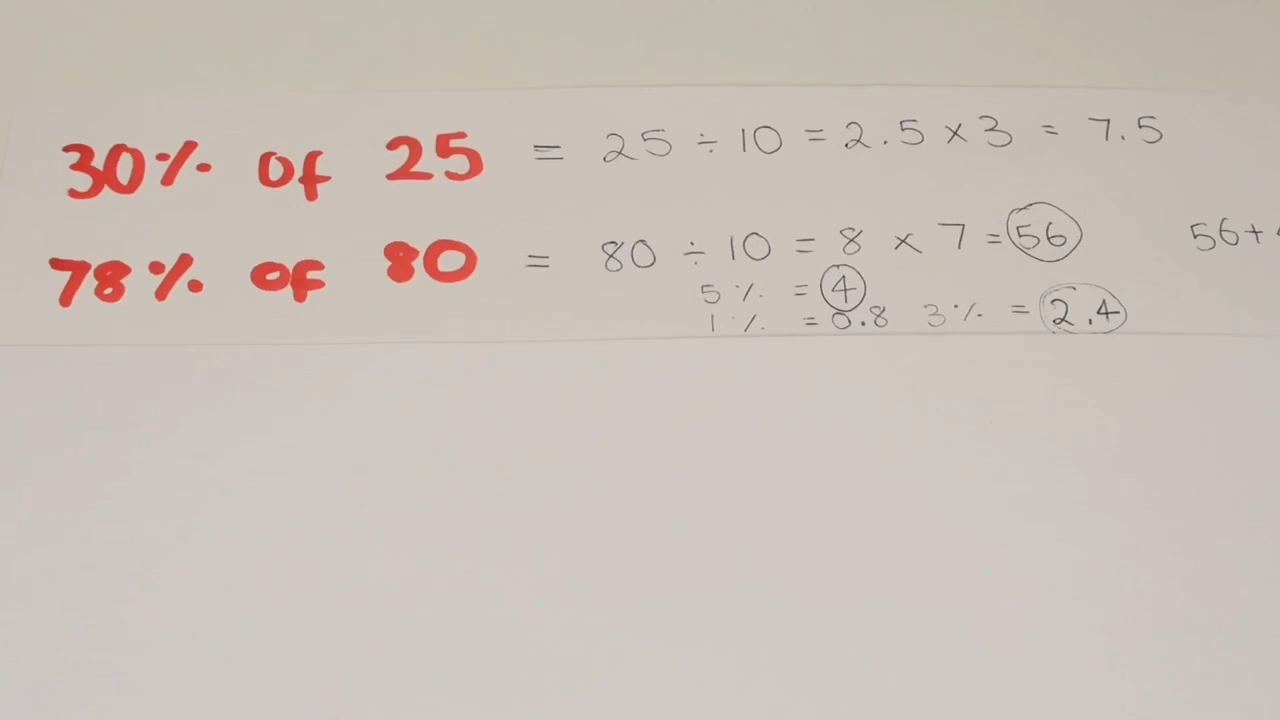 30% of 25 = 25 ÷ 10 = 2.5 × 3 = 7.5
78% of 80 = 80 ÷ 10 = 8 × 7 = 56 56+
5% = 4
1% = 0.8 3% = 2.4